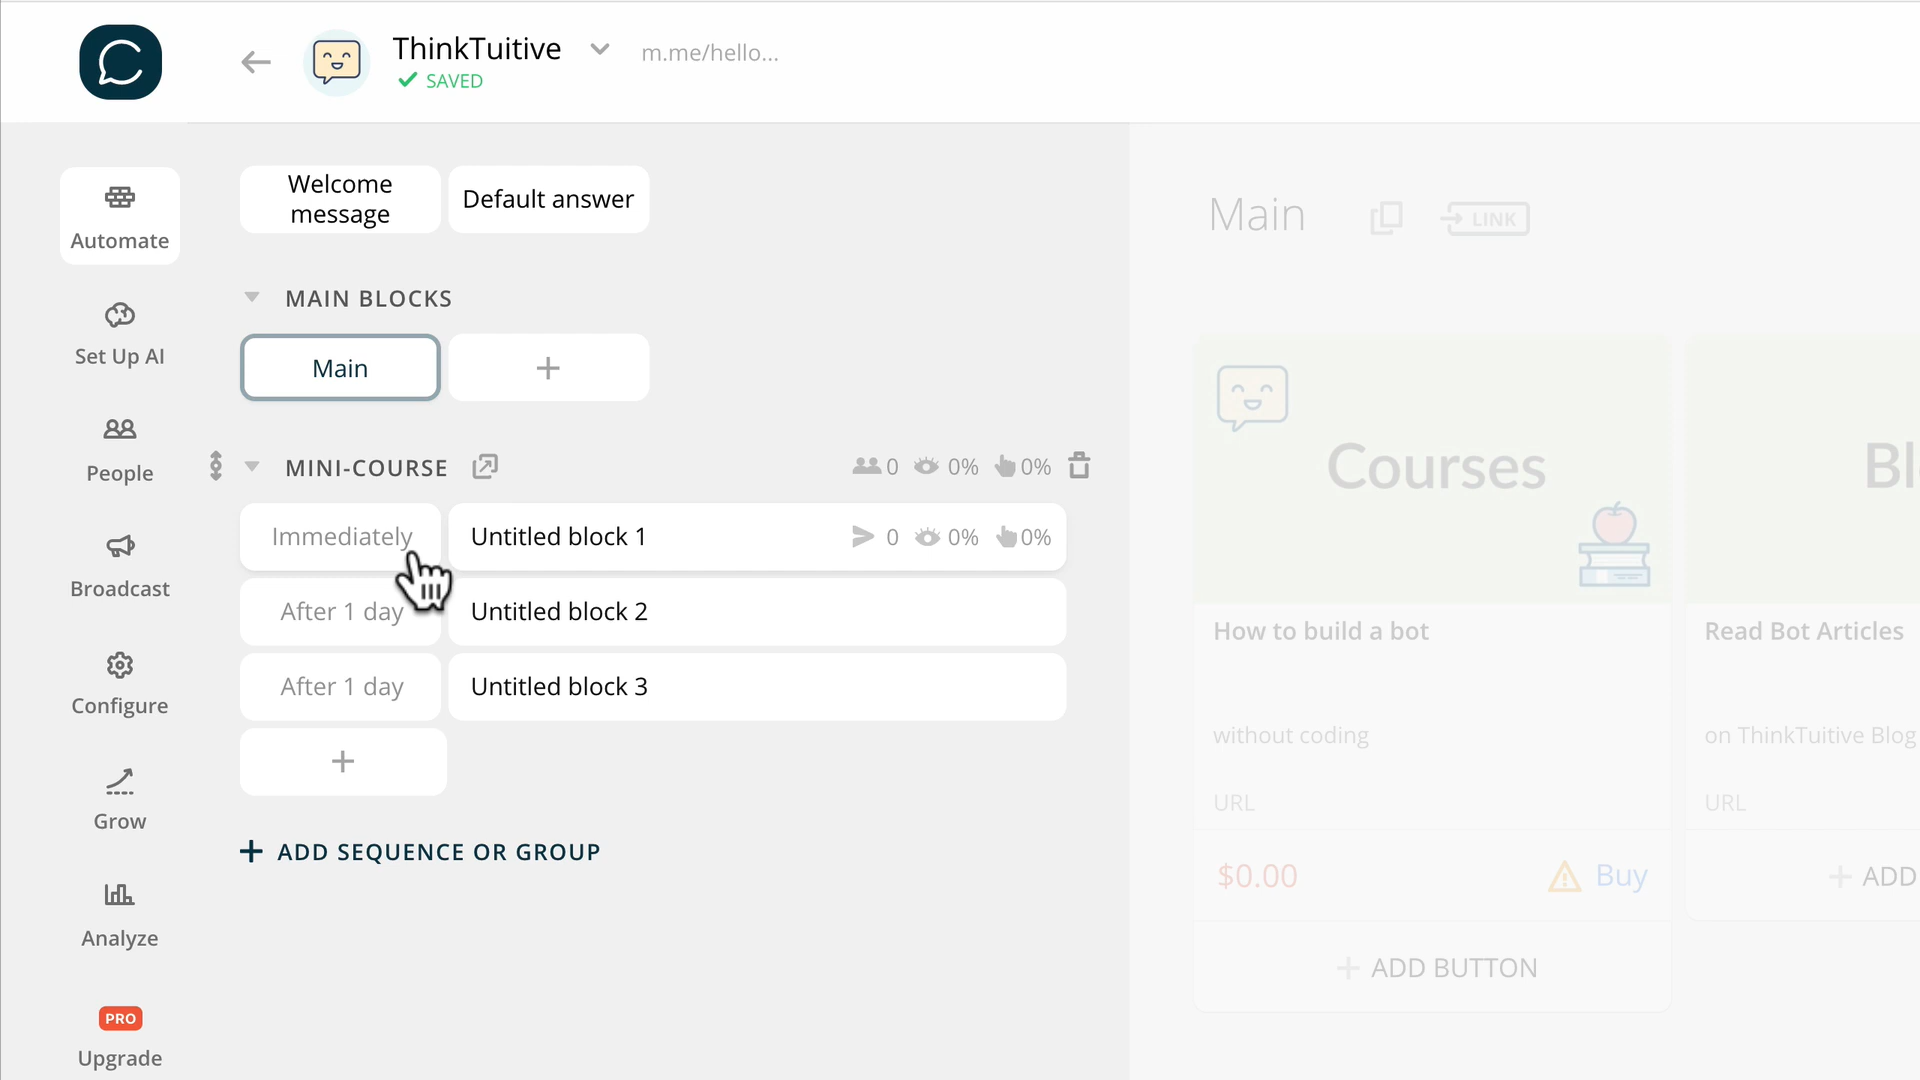 ThinkTuitive
m.me/hello...
SAVED
Automate
Set Up AI
People
Broadcast
Configure
Grow
Analyze
PRO
Upgrade
Welcome
message
Default answer
MAIN BLOCKS
Main
+
MINI-COURSE
0 0% 0%
Immediately
Untitled block 1
0 0% 0%
After 1 day
Untitled block 2
After 1 day
Untitled block 3
+
+ ADD SEQUENCE OR GROUP
Main
LINK
Courses
How to build a bot
without coding
URL
$0.00
Buy
+ ADD BUTTON
Bl
Read Bot Articles
on ThinkTuitive Blog
URL
+ ADD